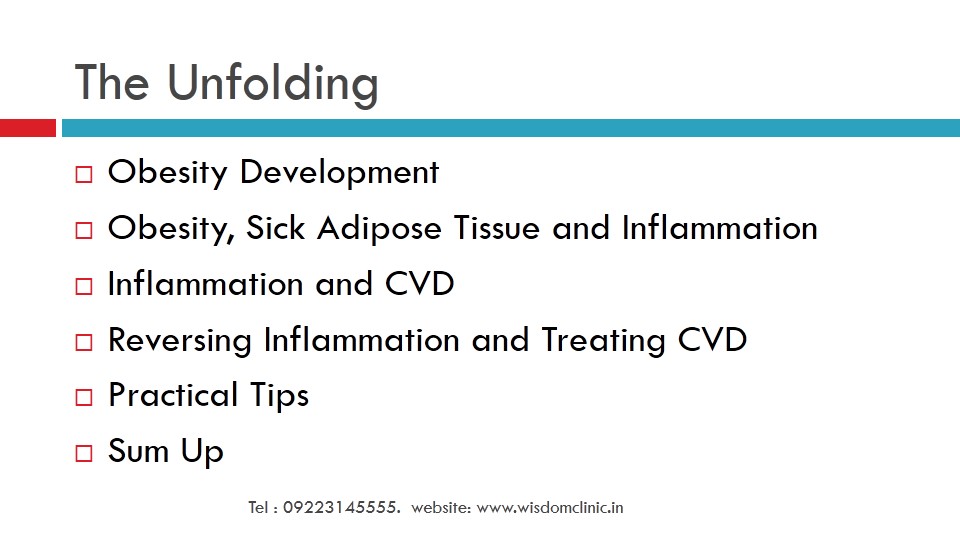 The Unfolding
Obesity Development
Obesity, Sick Adipose Tissue and Inflammation
Inflammation and CVD
Reversing Inflammation and Treating CVD
Practical Tips
Sum Up
Tel : 09223145555.  website: www.wisdomclinic.in